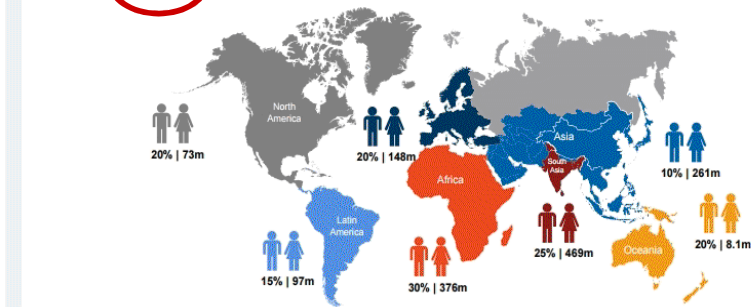 North
America
20% | 73m
20% | 148m
Asia
South
Asia
10% | 261m
Africa
Latin
America
15% | 97m
30% | 376m
25% | 469m
Oceania
20% | 8.1m